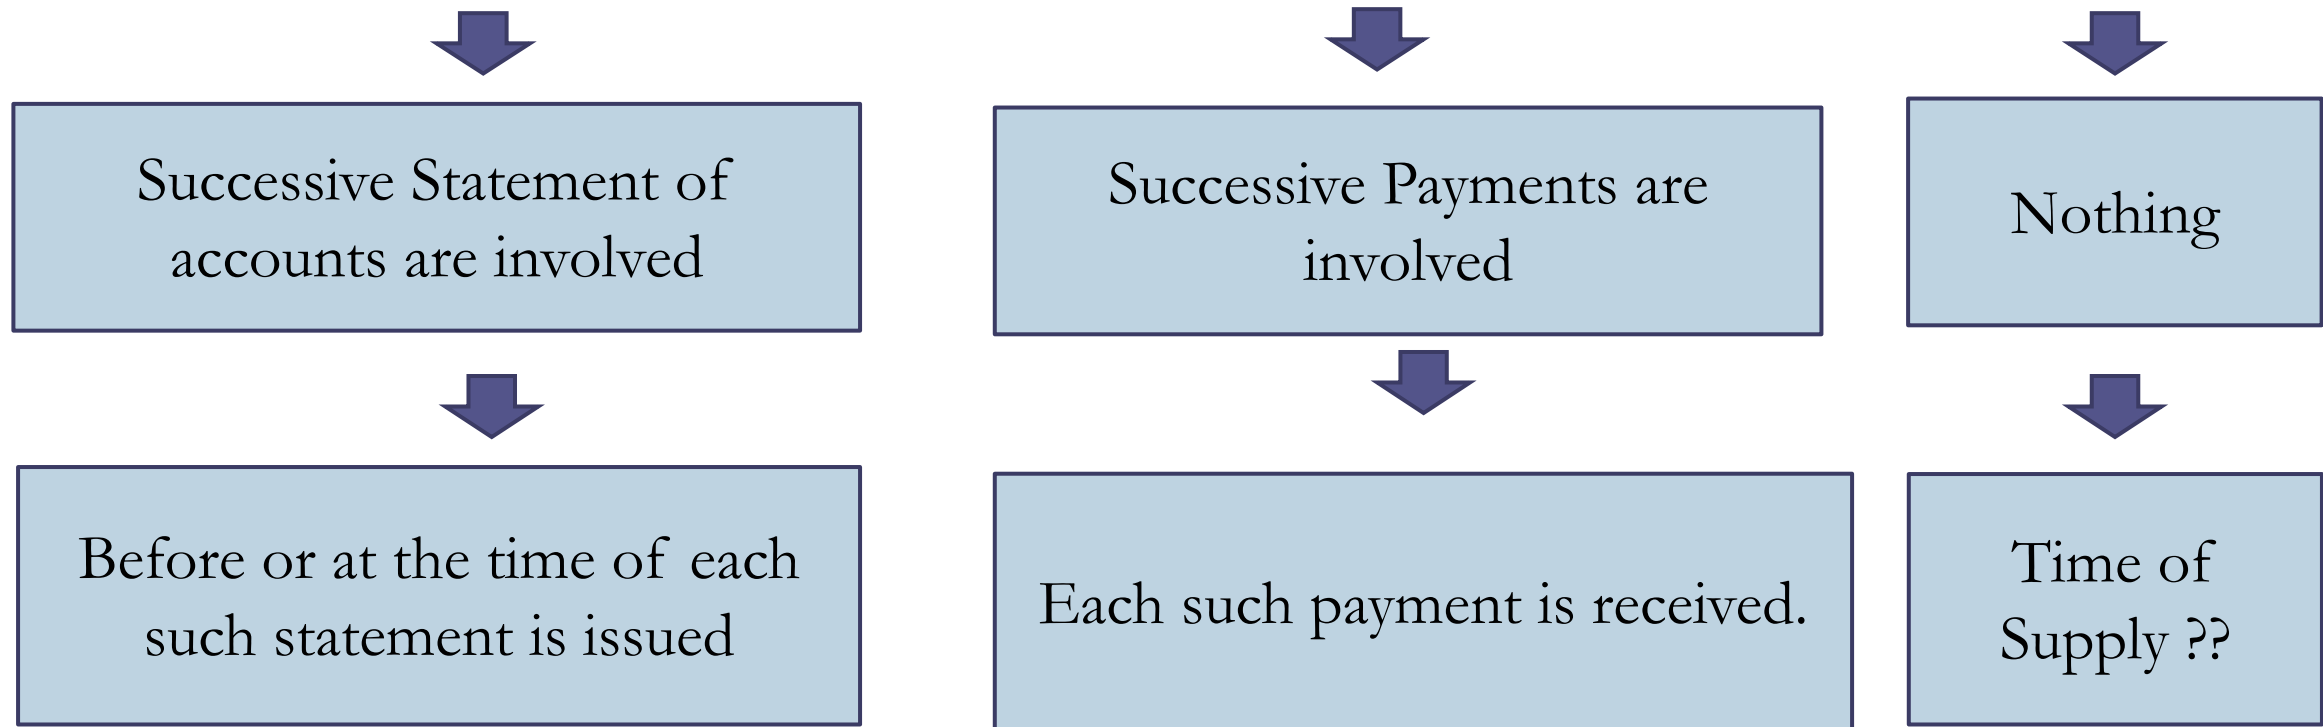 Successive Statement of
accounts are involved
Successive Payments are
involved
Nothing
Before or at the time of each
such statement is issued
Each such payment is received.
Time of
Supply ??